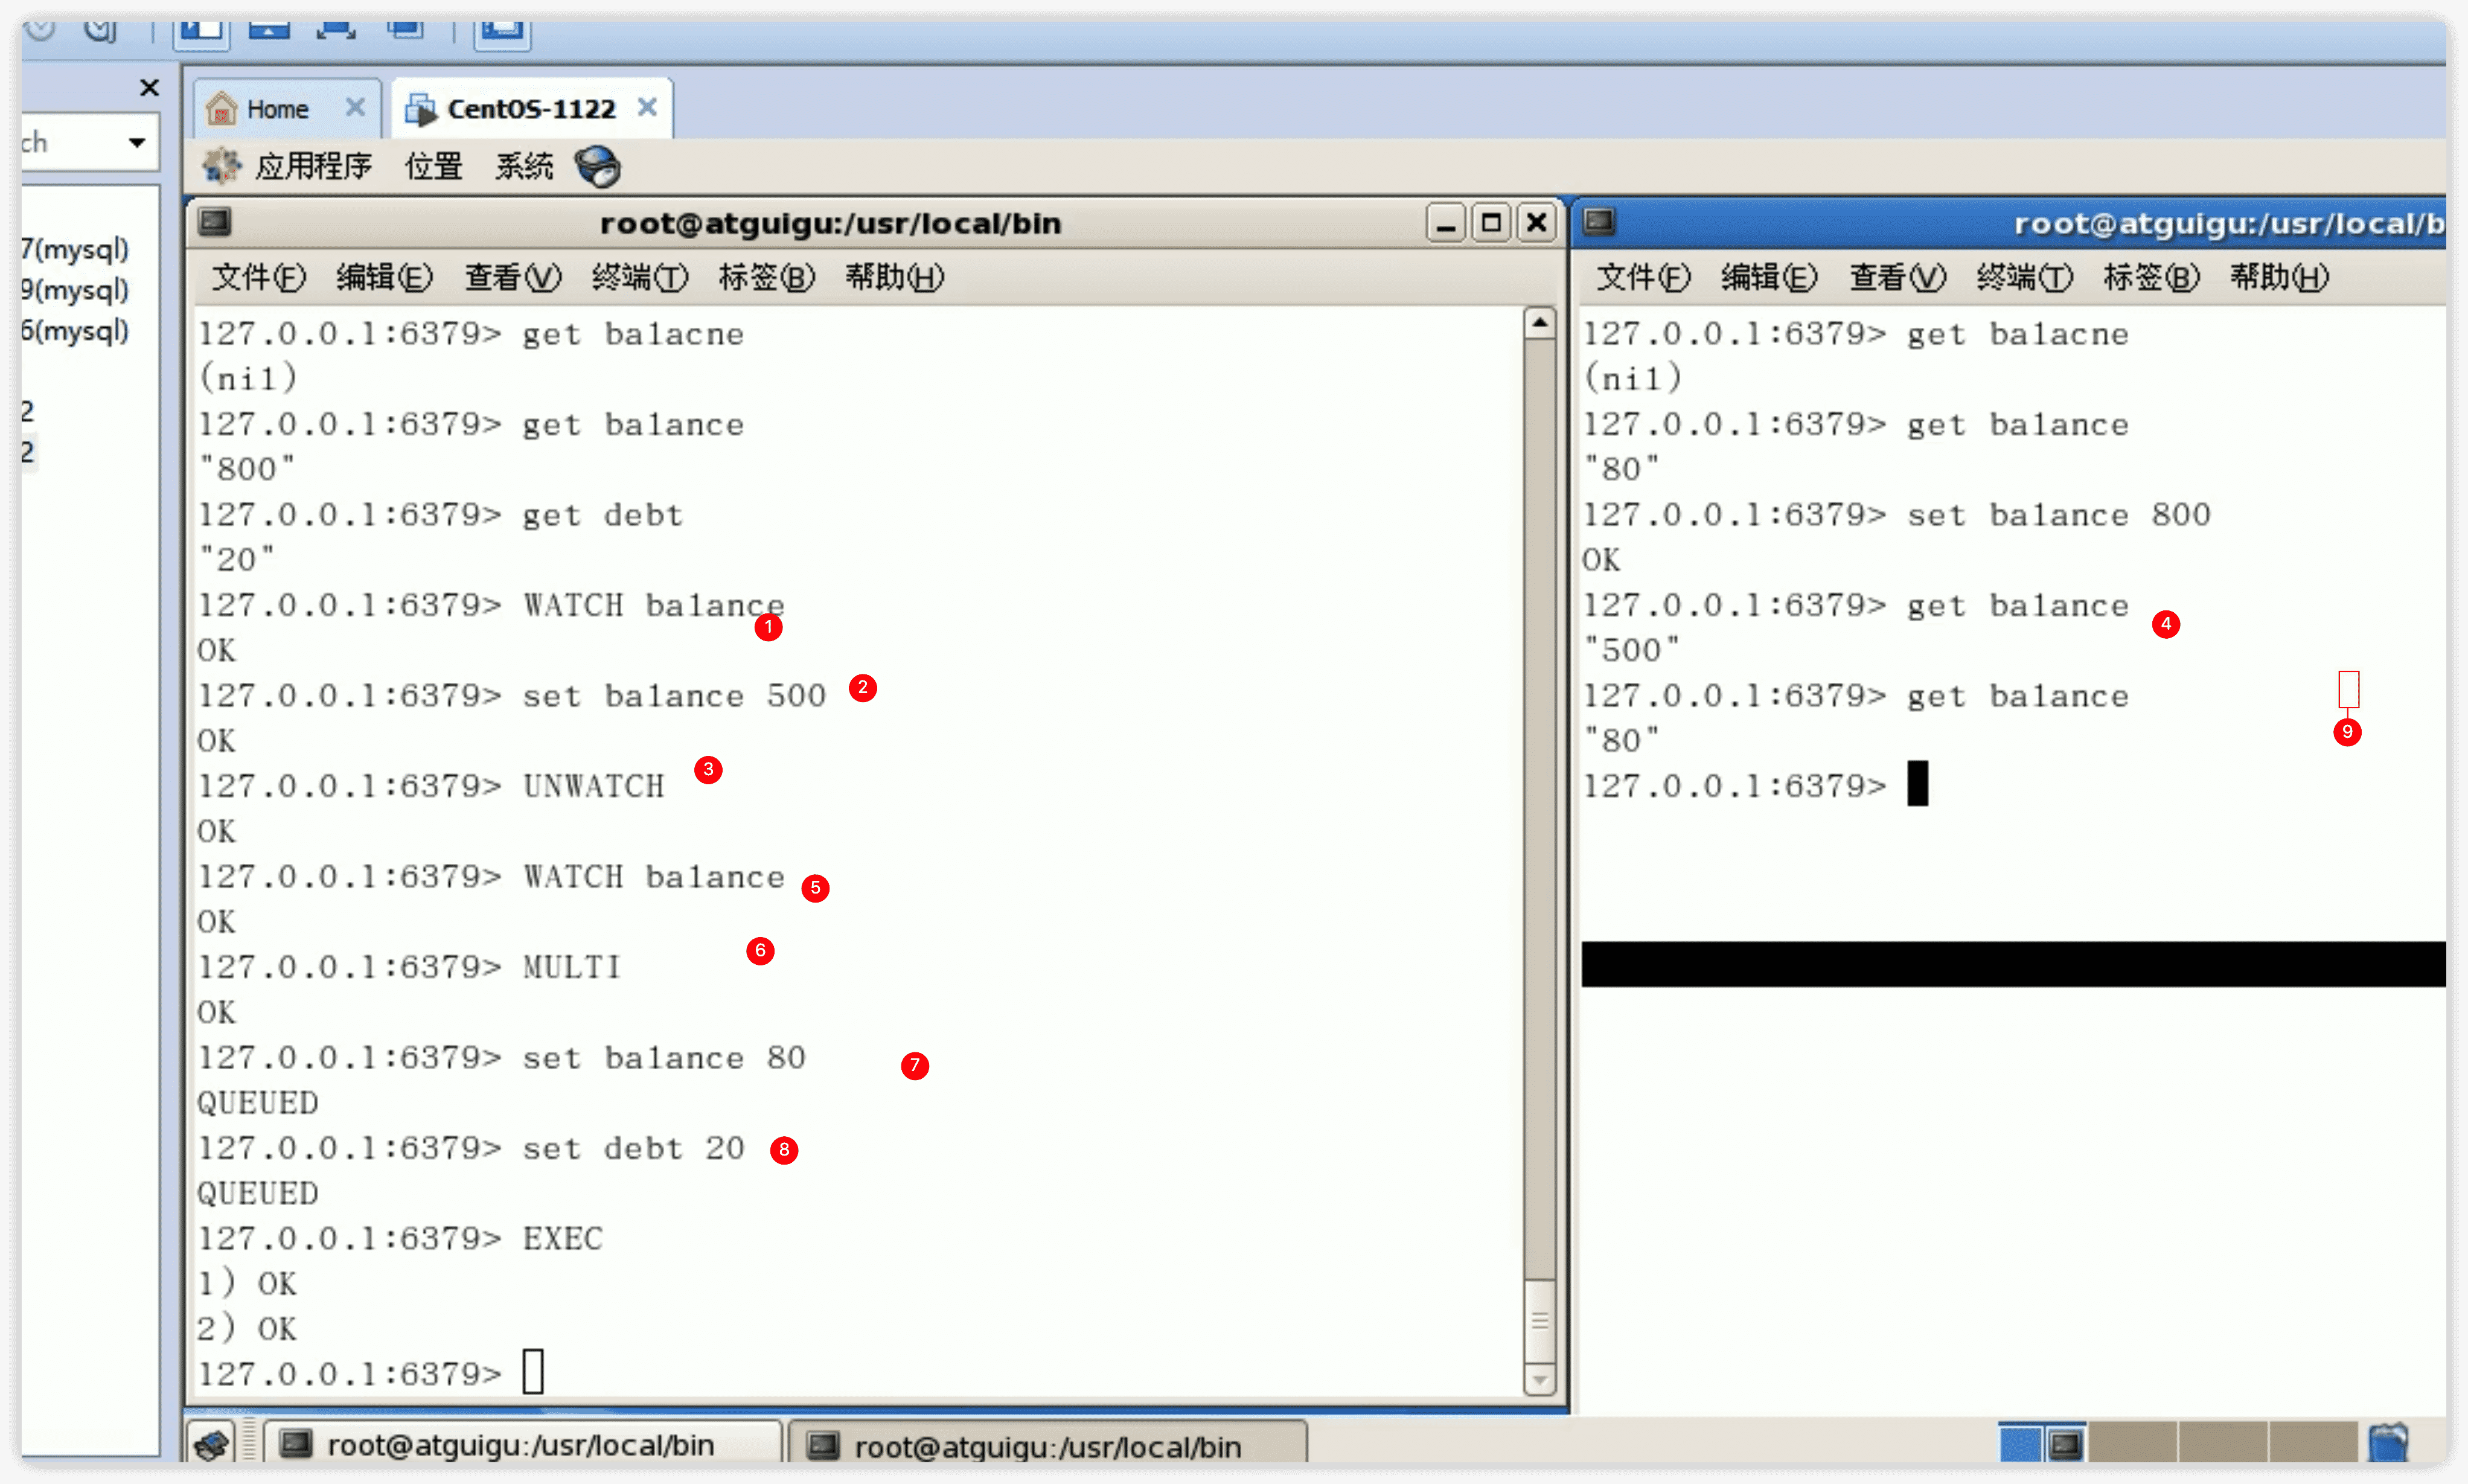 Home
CentOS-1122
ch
应用程序 位置 系统
7(mysql)
9(mysql)
6(mysql)
2
2
root@atguigu:/usr/local/bin
文件(F) 编辑(E) 查看(V) 终端(T) 标签(B) 帮助(H)
127.0.0.1:6379> get balacne
(nil)
127.0.0.1:6379> get balance
"800"
127.0.0.1:6379> get debt
"20"
127.0.0.1:6379> WATCH balance
1
OK
127.0.0.1:6379> set balance 500
2
OK
3
127.0.0.1:6379> UNWATCH
OK
127.0.0.1:6379> WATCH balance
5
OK
6
127.0.0.1:6379> MULTI
OK
127.0.0.1:6379> set balance 80
7
QUEUED
127.0.0.1:6379> set debt 20
8
QUEUED
127.0.0.1:6379> EXEC
1) OK
2) OK
127.0.0.1:6379>
root@atguigu:/usr/local/b
文件(F) 编辑(E) 查看(V) 终端(T) 标签(B) 帮助(H)
127.0.0.1:6379> get balacne
(nil)
127.0.0.1:6379> get balance
"80"
127.0.0.1:6379> set balance 800
OK
127.0.0.1:6379> get balance
4
"500"
127.0.0.1:6379> get balance
9
"80"
127.0.0.1:6379>
root@atguigu:/usr/local/bin
root@atguigu:/usr/local/bin